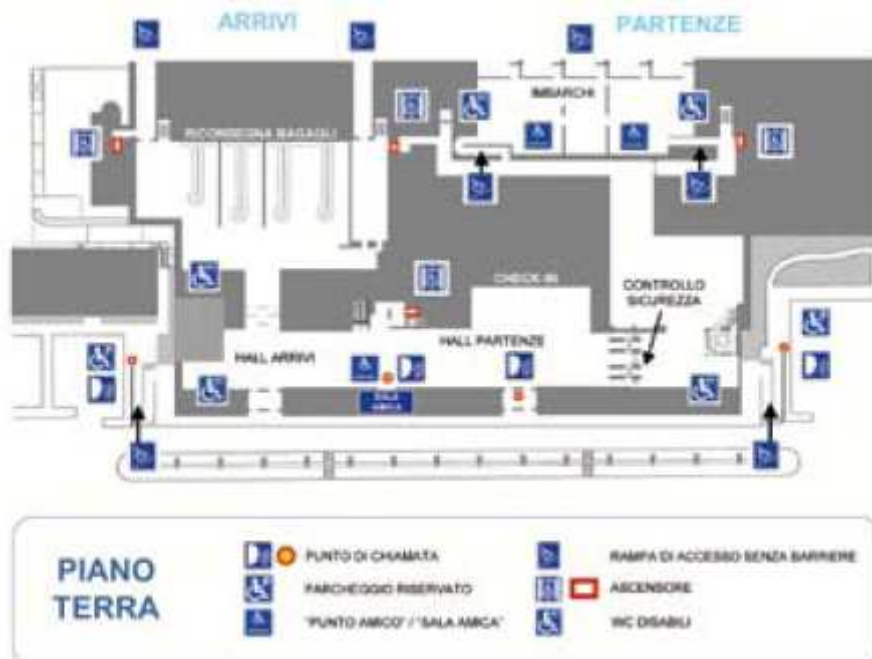 ARRIVI
PARTENZE
IMBARCHI
RICONSEGNA BAGAGLI
CHECK-IN
CONTROLLO
SICUREZZA
HALL PARTENZE
HALL ARRIVI
SALA
AMICA
PIANO
TERRA
PUNTO DI CHIAMATA
PARCHEGGIO RISERVATO
"PUNTO AMICO" / "SALA AMICA"
RAMPA DI ACCESSO SENZA BARRIERE
ASCENSORE
WC DISABILI